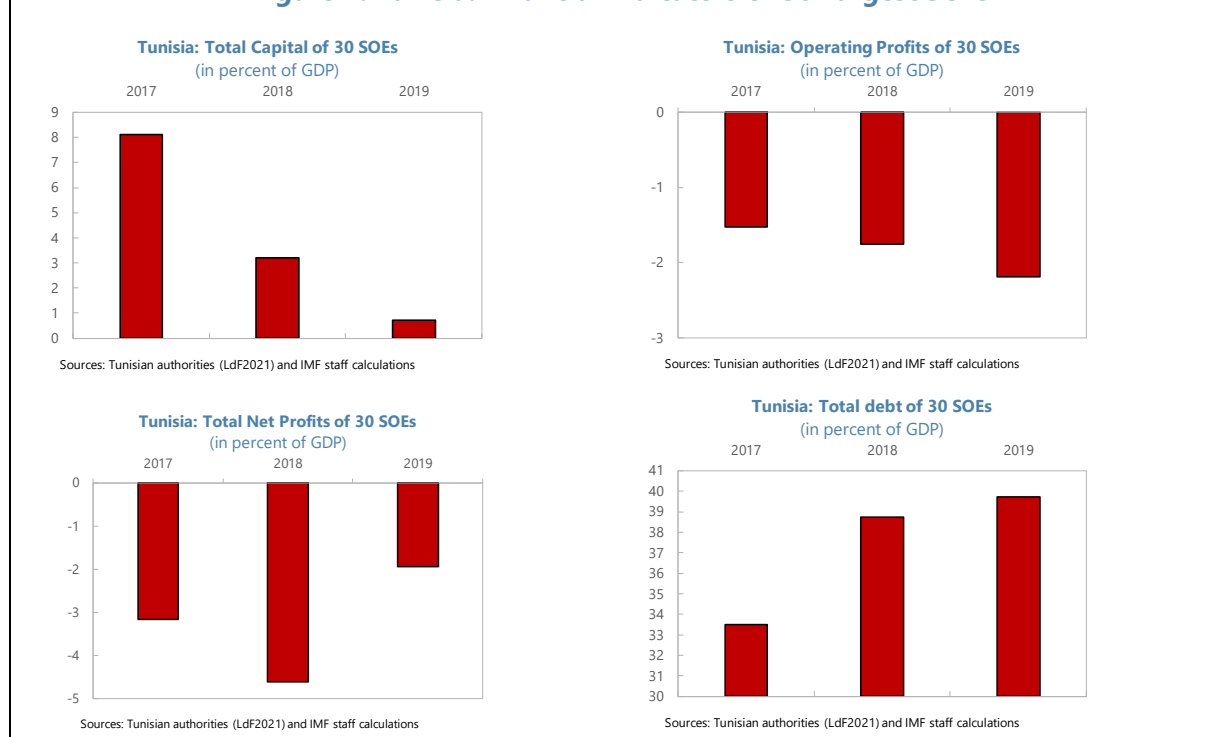 Tunisia: Total Capital of 30 SOEs
(in percent of GDP)
2017 2018 2019
9
8
7
6
5
4
3
2
1
0
Sources: Tunisian authorities (LdF2021) and IMF staff calculations
Tunisia: Operating Profits of 30 SOEs
(in percent of GDP)
2017 2018 2019
0
-1
-2
-3
Sources: Tunisian authorities (LdF2021) and IMF staff calculations
Tunisia: Total Net Profits of 30 SOEs
(in percent of GDP)
2017 2018 2019
0
-1
-2
-3
-4
-5
Sources: Tunisian authorities (LdF2021) and IMF staff calculations
Tunisia: Total debt of 30 SOEs
(in percent of GDP)
2017 2018 2019
41
40
39
38
37
36
35
34
33
32
31
30
Sources: Tunisian authorities (LdF2021) and IMF staff calculations